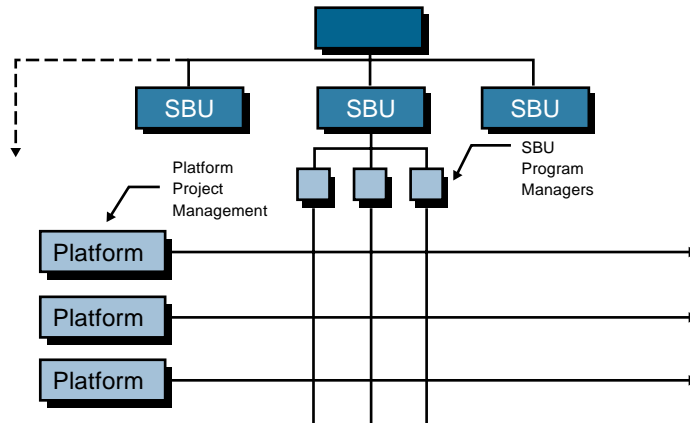 SBU
SBU
SBU
Platform
Project
Management
SBU
Program
Managers
Platform
Platform
Platform